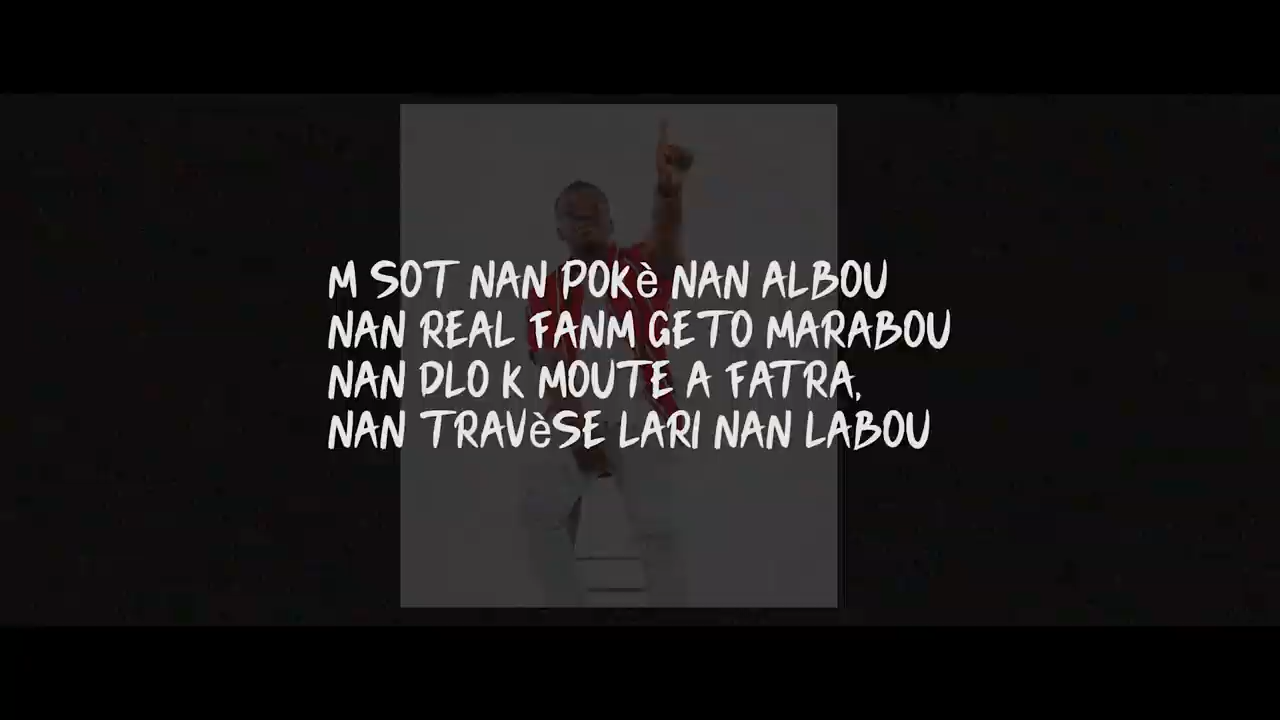 M SOT NAN POKÈ NAN ALBOU
NAN REAL FANM GETO MARABOU
NAN DLO K MOUTE A FATRA,
NAN TRAVÈSE LARI NAN LABOU